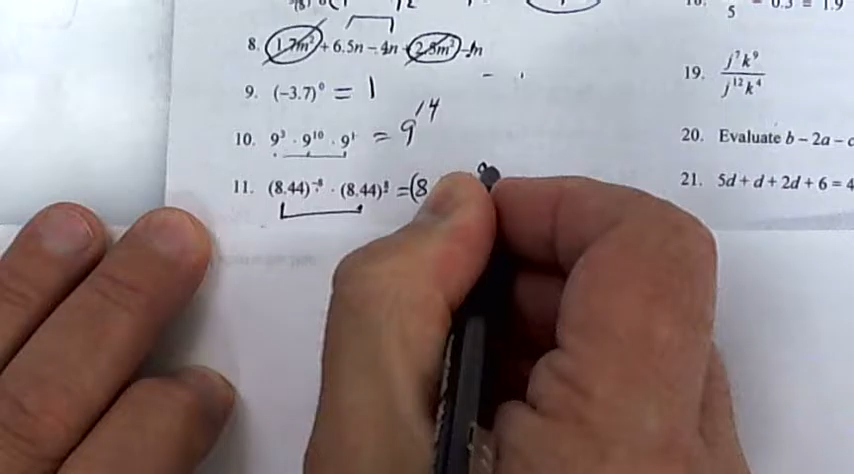 8. 1.7m² + 6.5n − 4n + 2.8m² − n
9. (−3.7)⁰ = 1
10. 9³ · 9¹⁰ · 9¹ = 9¹⁴
11. (8.44)⁻⁸ · (8.44)⁸ = (8
5 = 0.3 = 1.9
19. j⁷k⁹ / j¹²k⁴
20. Evaluate b − 2a − c
21. 5d + d + 2d + 6 = 4